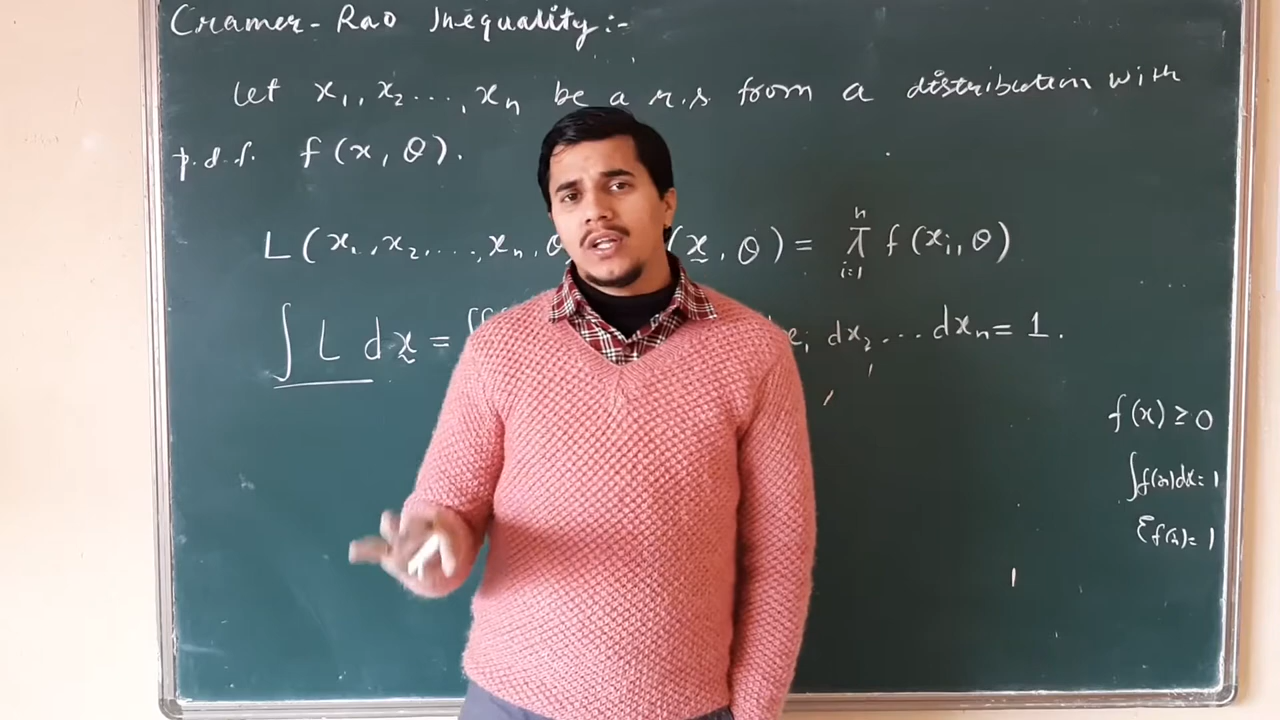 Cramer-Rao Inequality:-
Let x₁, x₂ ..., xₙ be a r.s. from a distribution with
p.d.f. f(x, θ).
L(x₁, x₂, ..., xₙ, θ (x̰, θ) = π f(xᵢ, θ)
n
i=1
∫ L dx̰ = ∫∫ dx₂ ... dxₙ = 1.
f(x) ≥ 0
∫f(x)dx = 1
Σf(x) = 1